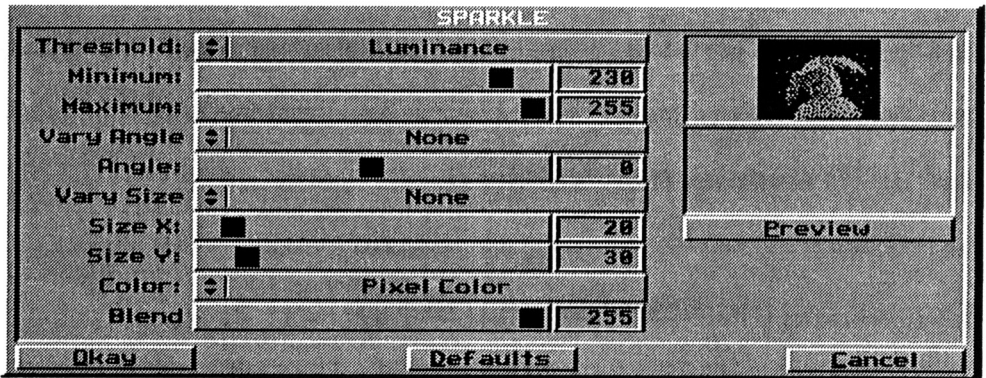 SPARKLE
Threshold: Luminance
Minimum: 230
Maximum: 255
Vary Angle None
Angle: 0
Vary Size None
Size X: 20
Size Y: 30
Preview
Color: Pixel Color
Blend 255
Okay Defaults Cancel